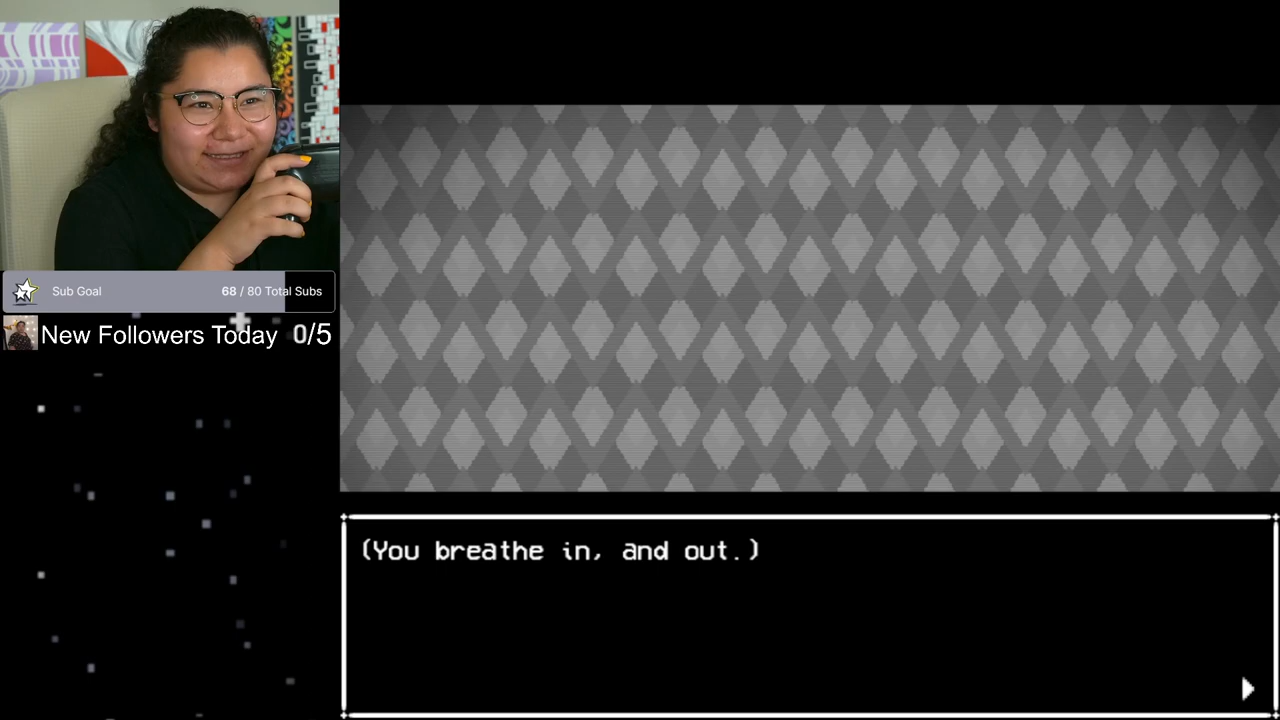 Sub Goal 68 / 80 Total Subs
New Followers Today 0/5
(You breathe in, and out.)